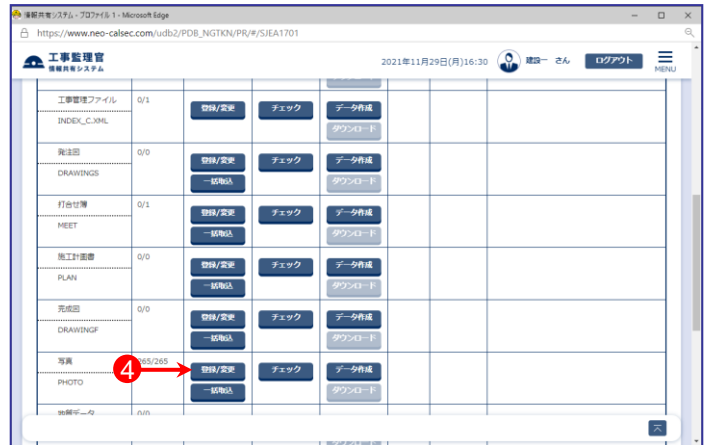 情報共有システム - プロファイル 1 - Microsoft Edge
https://www.neo-calsec.com/udb2/PDB_NGTKN/PR/#/SJEA1701
工事監理官
情報共有システム
2021年11月29日(月)16:30
建設一 さん
ログアウト
MENU
工事管理ファイル
0/1
登録/変更
チェック
データ作成
INDEX_C.XML
ダウンロード
発注図
0/0
登録/変更
チェック
データ作成
DRAWINGS
一括取込
ダウンロード
打合せ簿
0/1
登録/変更
チェック
データ作成
MEET
一括取込
ダウンロード
施工計画書
0/0
登録/変更
チェック
データ作成
PLAN
一括取込
ダウンロード
完成図
0/0
登録/変更
チェック
データ作成
DRAWINGF
一括取込
ダウンロード
写真
265/265
4
登録/変更
チェック
データ作成
PHOTO
一括取込
ダウンロード
地質データ
0/0